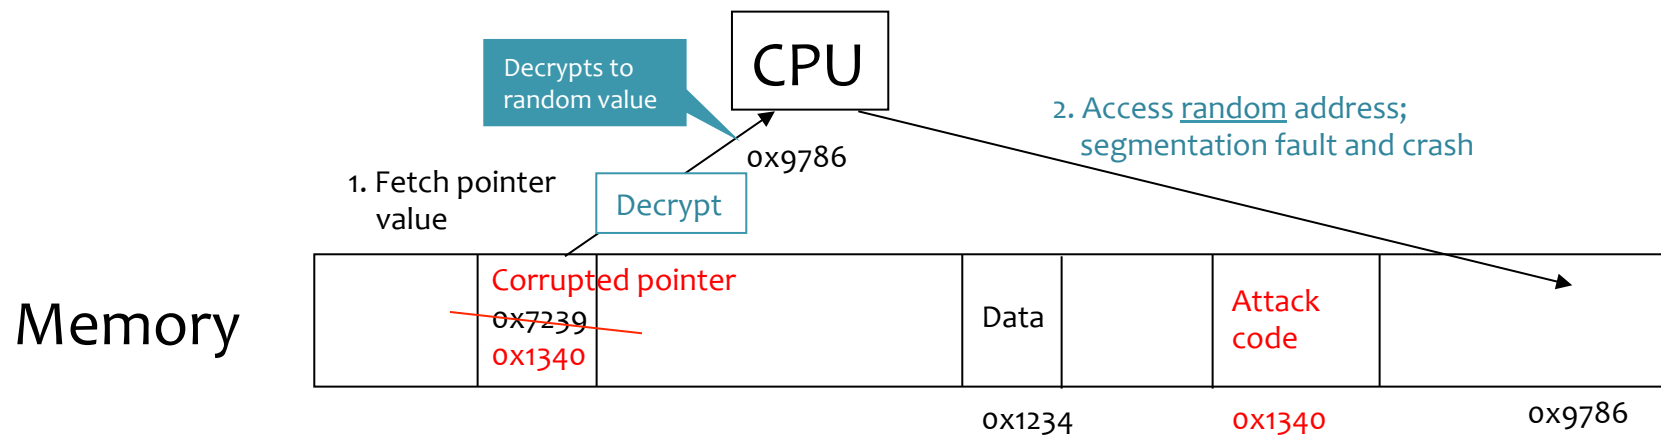 CPU
Decrypts to
random value
2. Access random address;
segmentation fault and crash
0x9786
1. Fetch pointer
value
Decrypt
Memory
Corrupted pointer
0x7239
0x1340
Data
Attack
code
0x1234
0x1340
0x9786